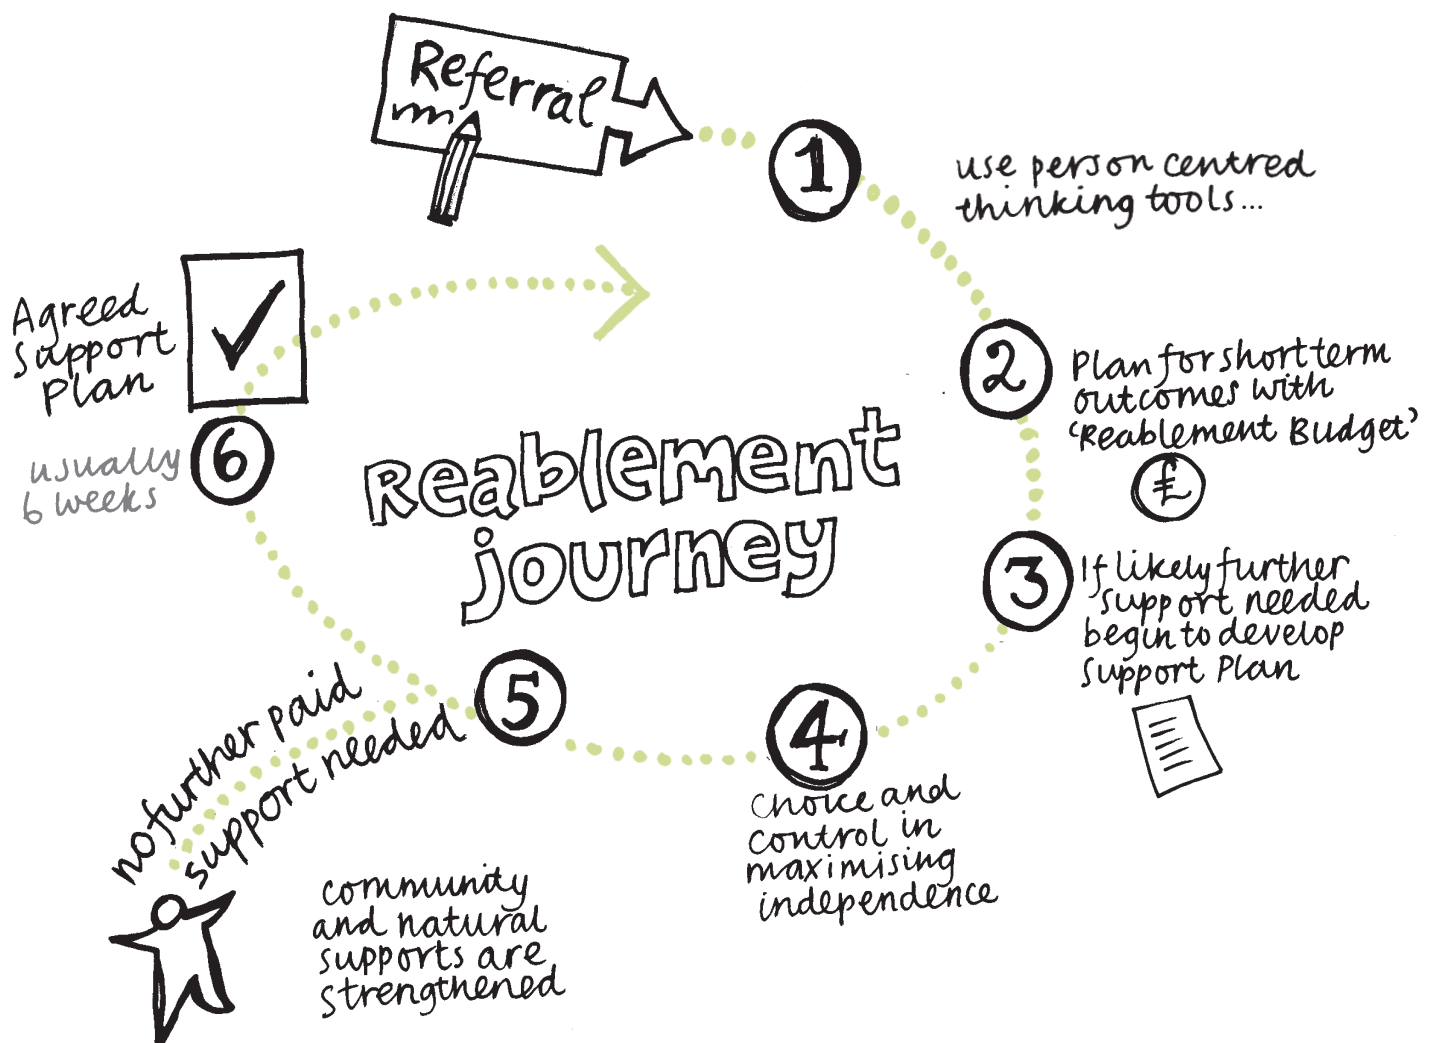 Referral
1
use person centred
thinking tools...
2
Plan for short term
outcomes with
'Reablement Budget'
£
3
If likely further
support needed
begin to develop
support Plan
4
choice and
control in
maximising
independence
5
no further paid
support needed
community
and natural
supports are
strengthened
6
usually
6 weeks
Agreed
support
Plan
Reablement
journey